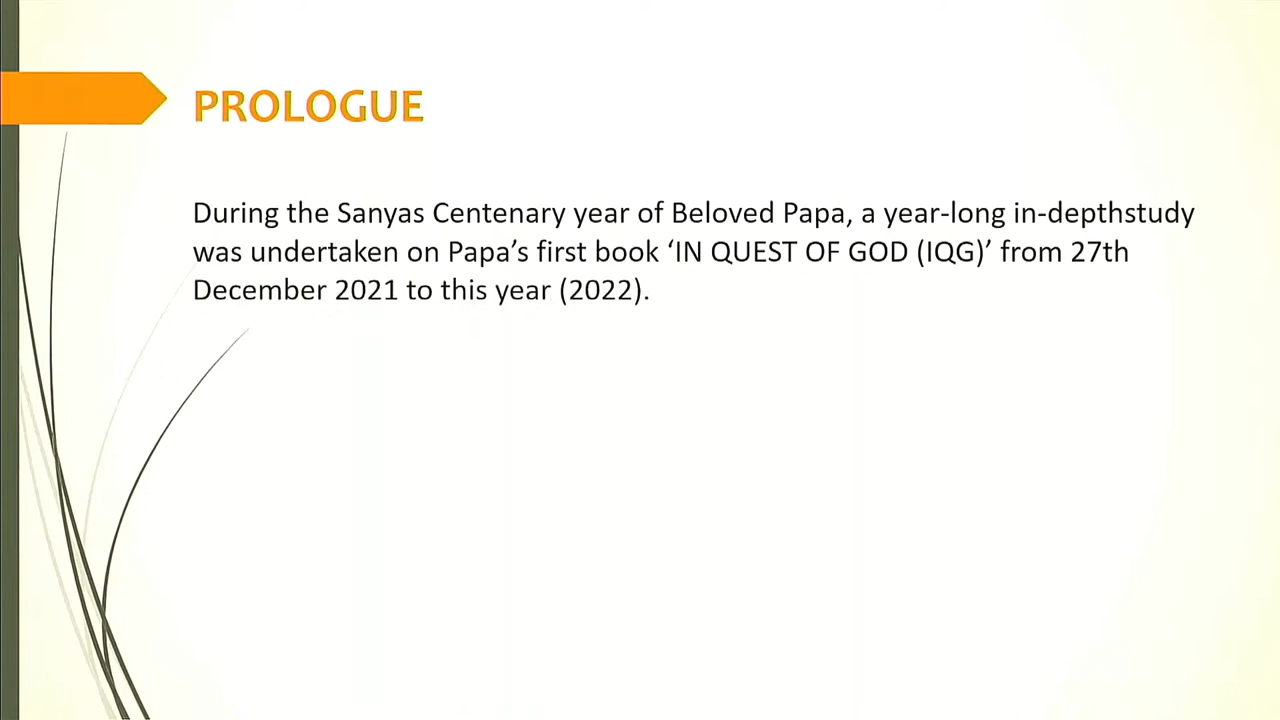 PROLOGUE
During the Sanyas Centenary year of Beloved Papa, a year-long in-depthstudy
was undertaken on Papa’s first book ‘IN QUEST OF GOD (IQG)’ from 27th
December 2021 to this year (2022).